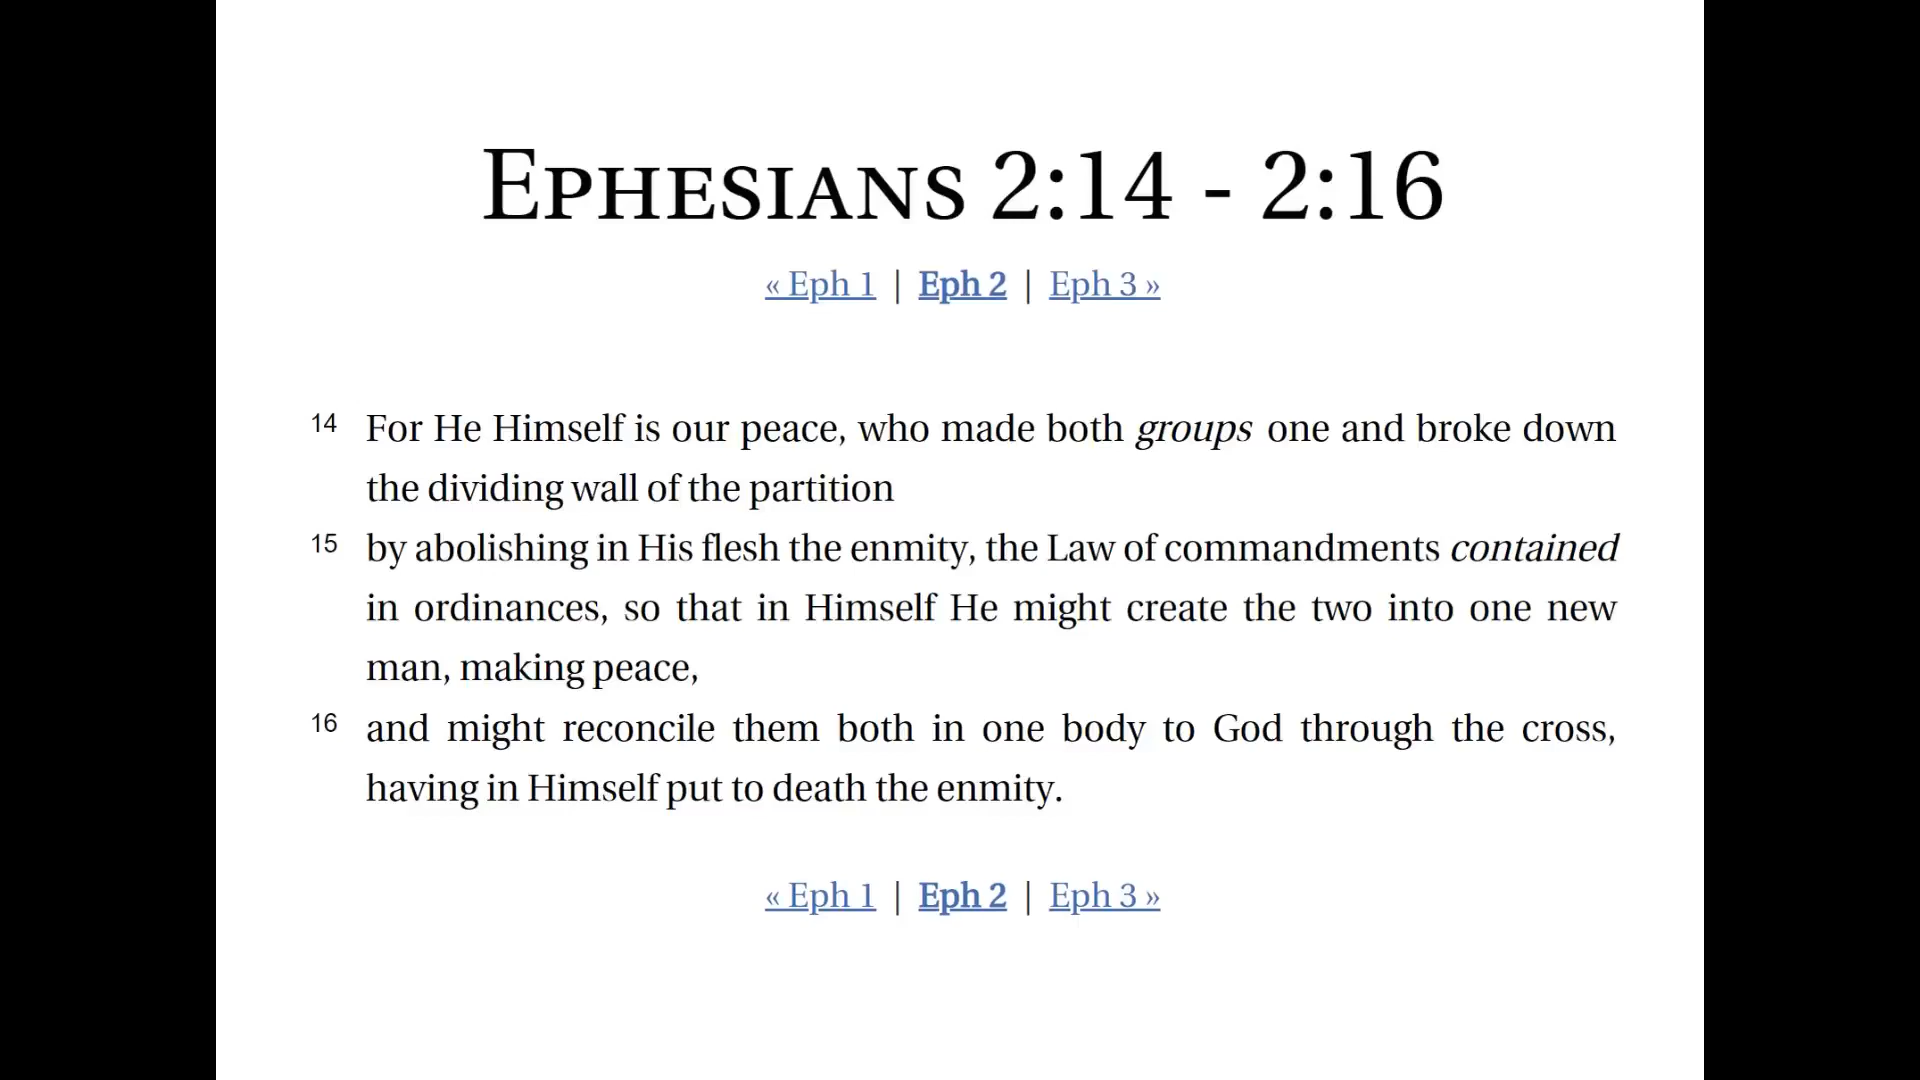 Ephesians 2:14 - 2:16
« Eph 1 | Eph 2 | Eph 3 »
14 For He Himself is our peace, who made both groups one and broke down
the dividing wall of the partition
15 by abolishing in His flesh the enmity, the Law of commandments contained
in ordinances, so that in Himself He might create the two into one new
man, making peace,
16 and might reconcile them both in one body to God through the cross,
having in Himself put to death the enmity.
« Eph 1 | Eph 2 | Eph 3 »